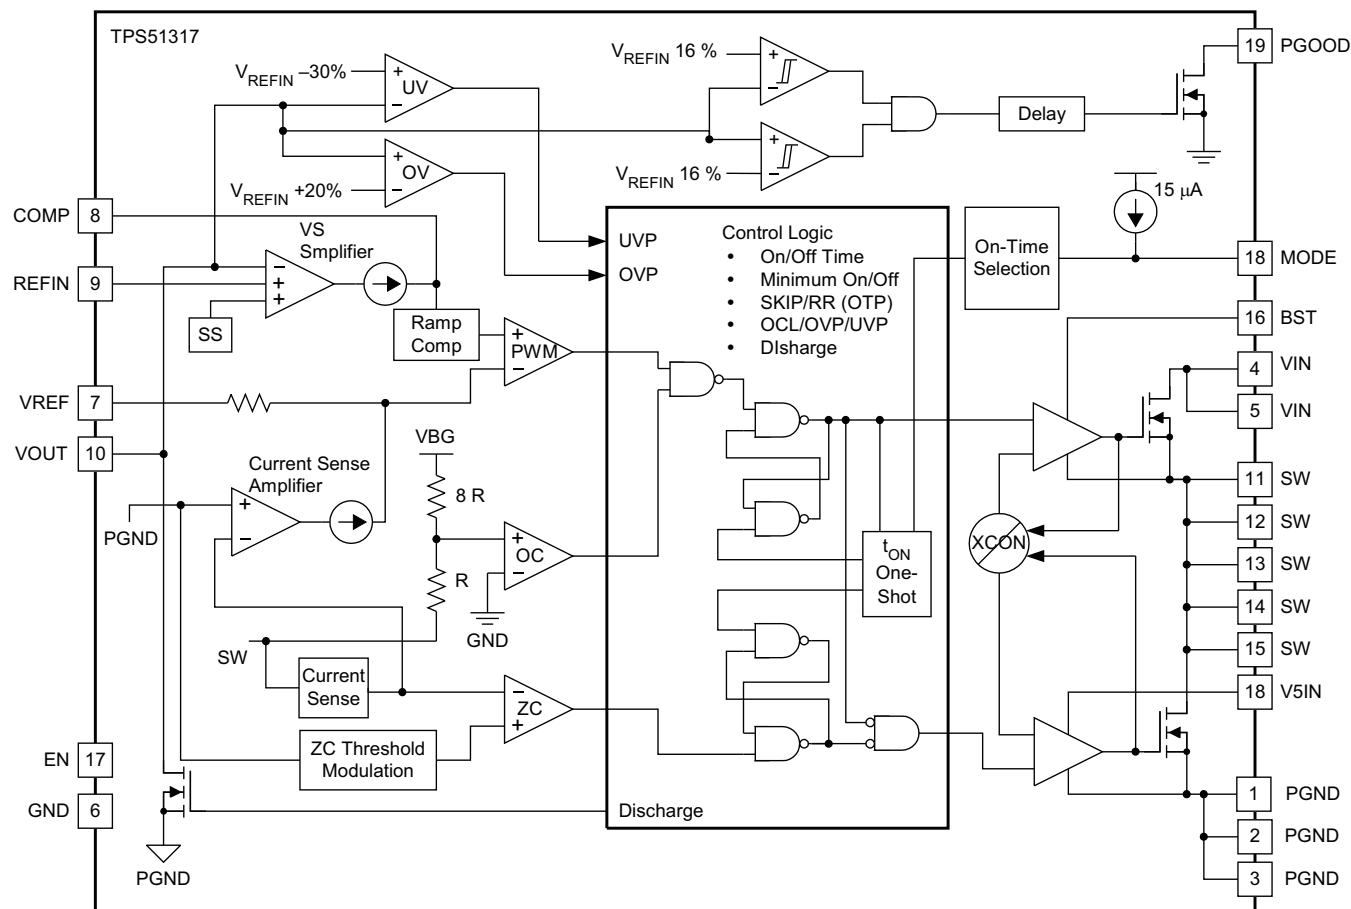 TPS51317
19 PGOOD
V_REFIN 16 %
+
−
V_REFIN –30%
+
UV
−
Delay
+
OV
−
V_REFIN +20%
+
−
V_REFIN 16 %
15 μA
COMP 8
VS
Smplifier
UVP
OVP
Control Logic
• On/Off Time
• Minimum On/Off
• SKIP/RR (OTP)
• OCL/OVP/UVP
• DIsharge
On-Time
Selection
18 MODE
REFIN 9
−
+
+
SS
Ramp
Comp
+
PWM
−
16 BST
4 VIN
5 VIN
VREF 7
VOUT 10
VBG
8 R
Current Sense
Amplifier
+
−
PGND
+
OC
−
R
GND
t_ON
One-
Shot
XCON
11 SW
12 SW
13 SW
14 SW
15 SW
18 V5IN
SW
Current
Sense
−
ZC
+
ZC Threshold
Modulation
EN 17
GND 6
Discharge
PGND
1 PGND
2 PGND
3 PGND